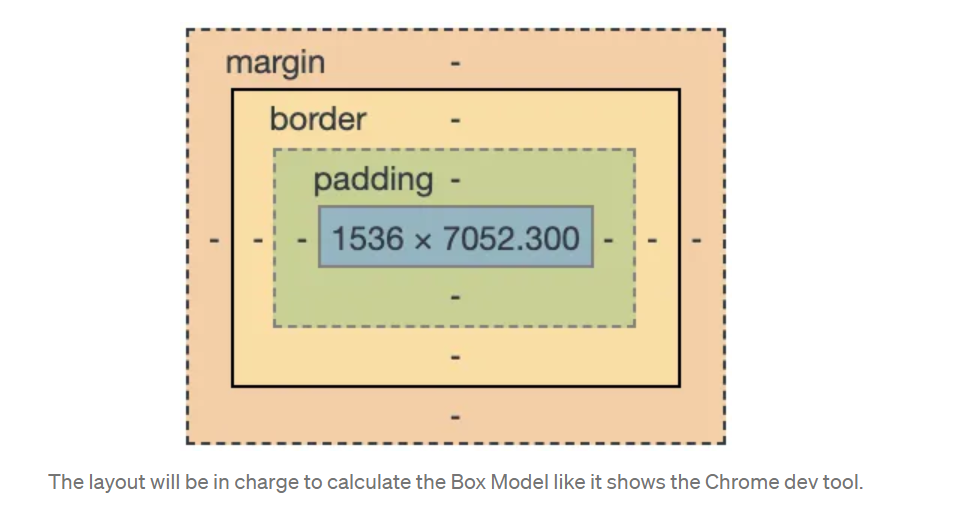 margin -
border -
padding -
- - - 1536 × 7052.300 - - -
-
-
-
The layout will be in charge to calculate the Box Model like it shows the Chrome dev tool.